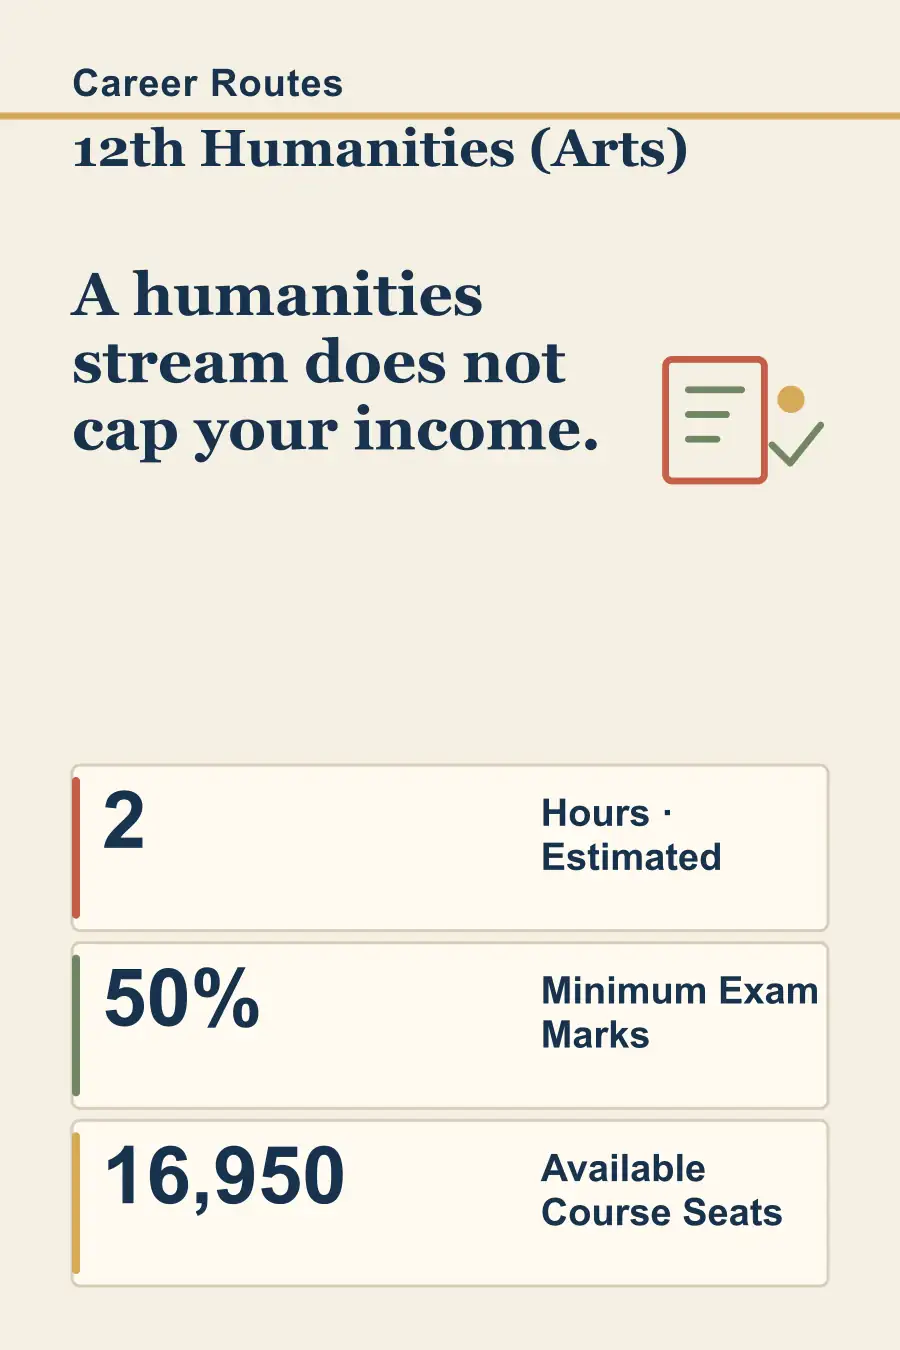 Career Routes
12th Humanities (Arts)
A humanities
stream does not
cap your income.
2
Hours ·
Estimated
50%
Minimum Exam
Marks
16,950
Available
Course Seats